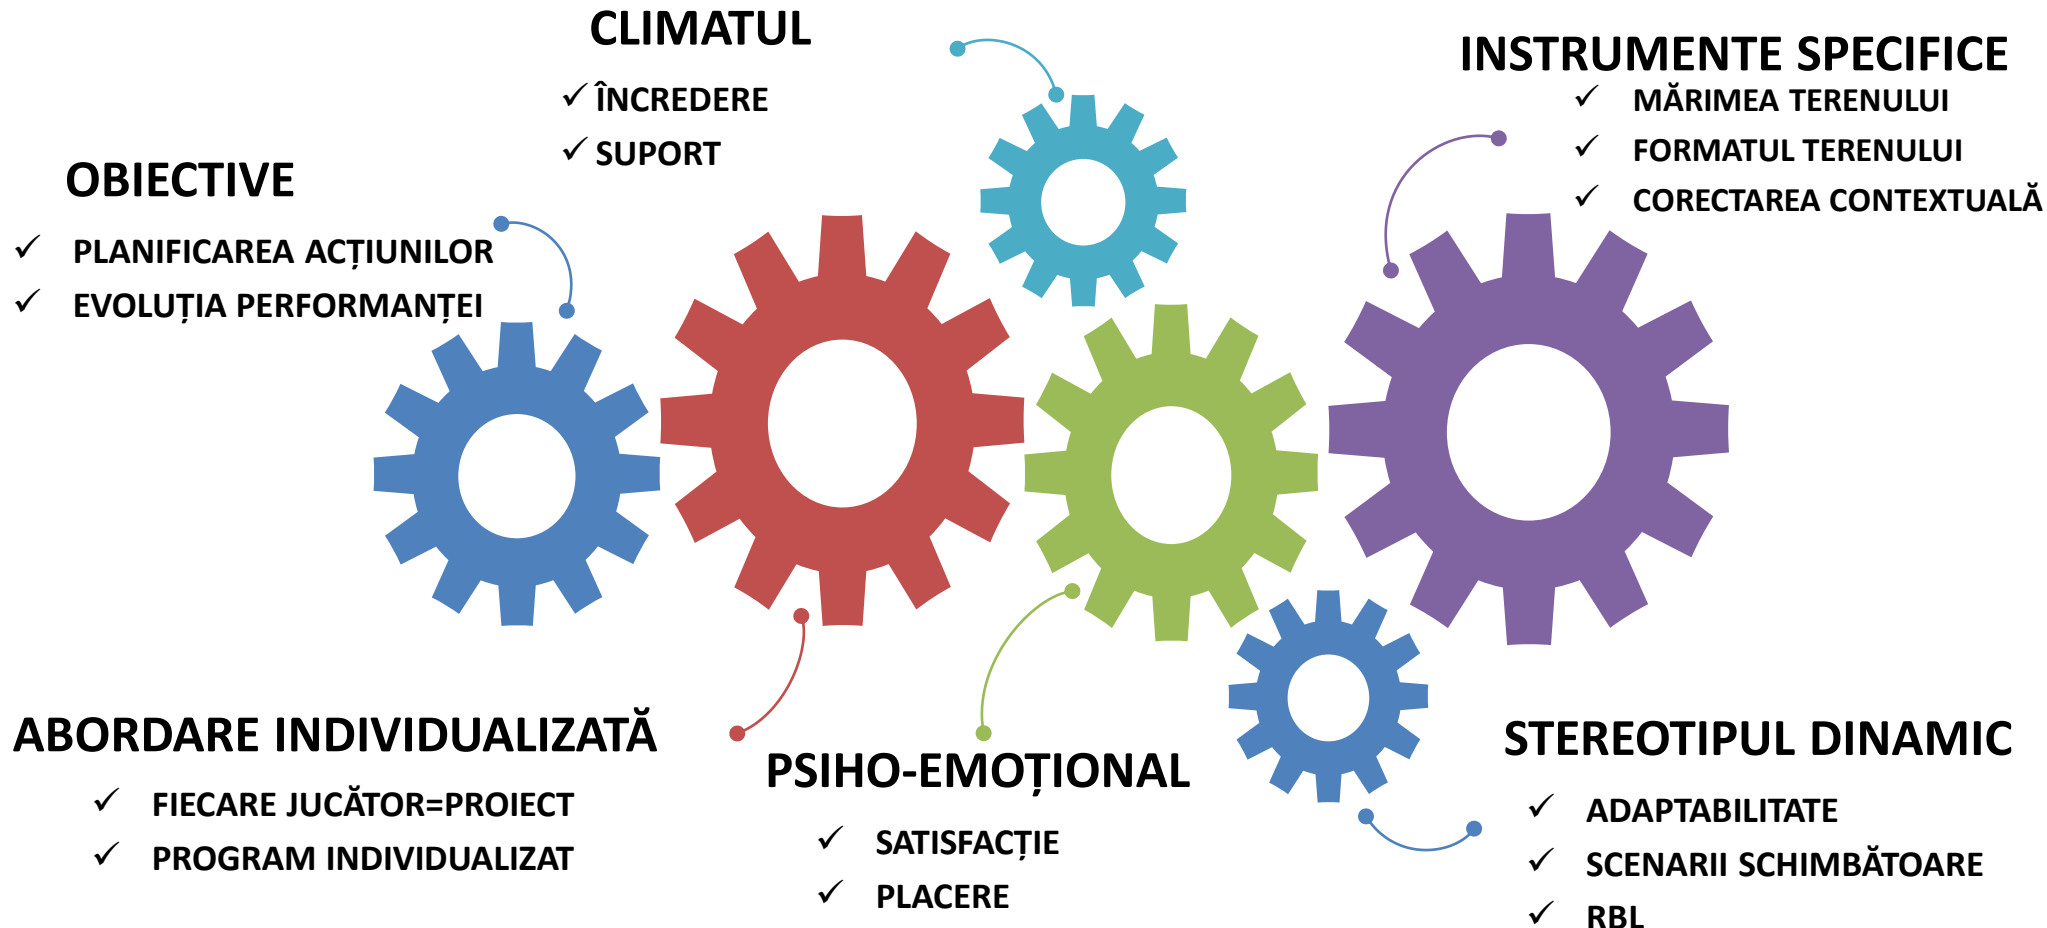 CLIMATUL
✓ ÎNCREDERE
✓ SUPORT
INSTRUMENTE SPECIFICE
✓ MĂRIMEA TERENULUI
✓ FORMATUL TERENULUI
✓ CORECTAREA CONTEXTUALĂ
OBIECTIVE
✓ PLANIFICAREA ACȚIUNILOR
✓ EVOLUȚIA PERFORMANȚEI
ABORDARE INDIVIDUALIZATĂ
✓ FIECARE JUCĂTOR=PROIECT
✓ PROGRAM INDIVIDUALIZAT
PSIHO-EMOȚIONAL
✓ SATISFACȚIE
✓ PLACERE
STEREOTIPUL DINAMIC
✓ ADAPTABILITATE
✓ SCENARII SCHIMBĂTOARE
✓ RBL